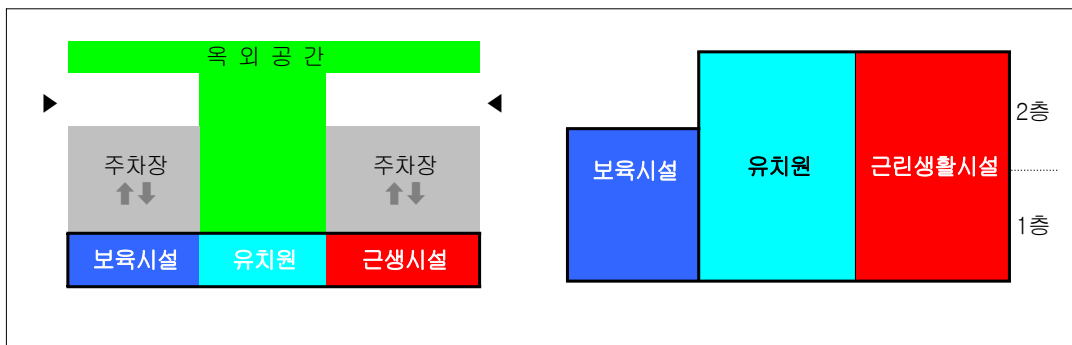 옥 외 공 간
주차장
주차장
보육시설
유치원
근생시설
보육시설
유치원
근린생활시설
2층
1층